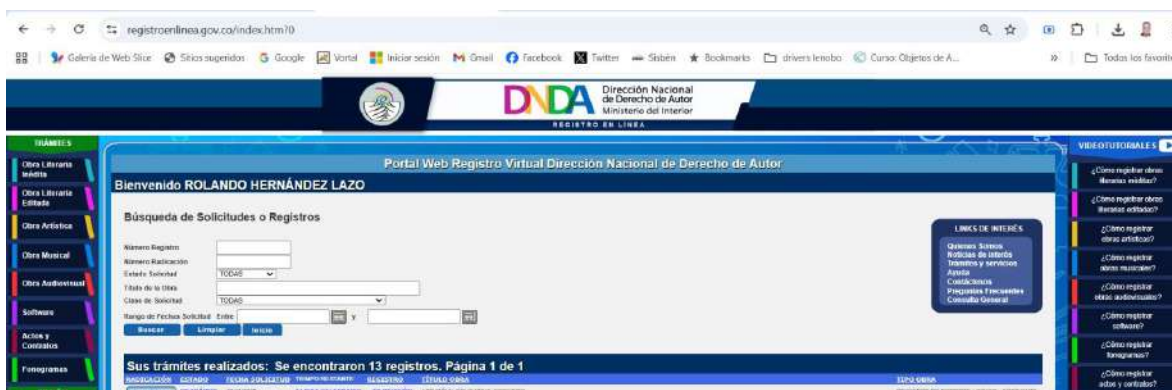 registroenlinea.gov.co/index.htm?0
Galería de Web Slice Sitios sugeridos Google Vortal Iniciar sesión Gmail Facebook Twitter Sisbén Bookmarks drivers lenobo Curso: Objetos de A... Todos los favorit
DNDA Dirección Nacional
de Derecho de Autor
Ministerio del Interior
REGISTRO EN LÍNEA
TRÁMITES
Obra Literaria
Inédita
Obra Literaria
Editada
Obra Artística
Obra Musical
Obra Audiovisual
Software
Actos y
Contratos
Fonogramas
Portal Web Registro Virtual Dirección Nacional de Derecho de Autor
Bienvenido ROLANDO HERNÁNDEZ LAZO
Búsqueda de Solicitudes o Registros
Número Registro
Número Radicación
Estado Solicitud TODAS
Título de la Obra
Clase de Solicitud TODAS
Rango de Fechas Solicitud Entre y
Buscar Limpiar Inicio
Sus trámites realizados: Se encontraron 13 registros. Página 1 de 1
RADICACIÓN ESTADO FECHA SOLICITUD REGISTRO TÍTULO OBRA TIPO OBRA
LINKS DE INTERÉS
Quienes Somos
Noticias de interés
Trámites y servicios
Ayuda
Contáctenos
Preguntas Frecuentes
Consulta General
VIDEOTUTORIALES
¿Cómo registrar obras
literarias inéditas?
¿Cómo registrar obras
literarias editadas?
¿Cómo registrar
obras artísticas?
¿Cómo registrar
obras musicales?
¿Cómo registrar
obras audiovisuales?
¿Cómo registrar
software?
¿Cómo registrar
fonogramas?
¿Cómo registrar
actos y contratos?